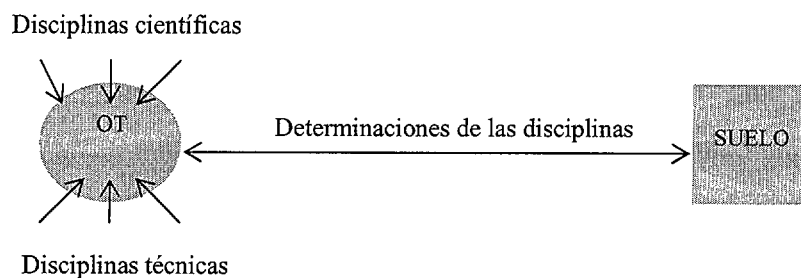 Disciplinas científicas
OT
Determinaciones de las disciplinas
SUELO
Disciplinas técnicas